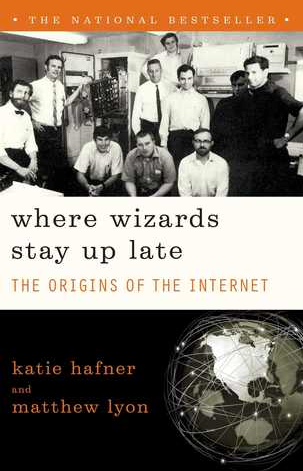 • THE NATIONAL BESTSELLER •
where wizards
stay up late
THE ORIGINS OF THE INTERNET
katie hafner
and
matthew lyon